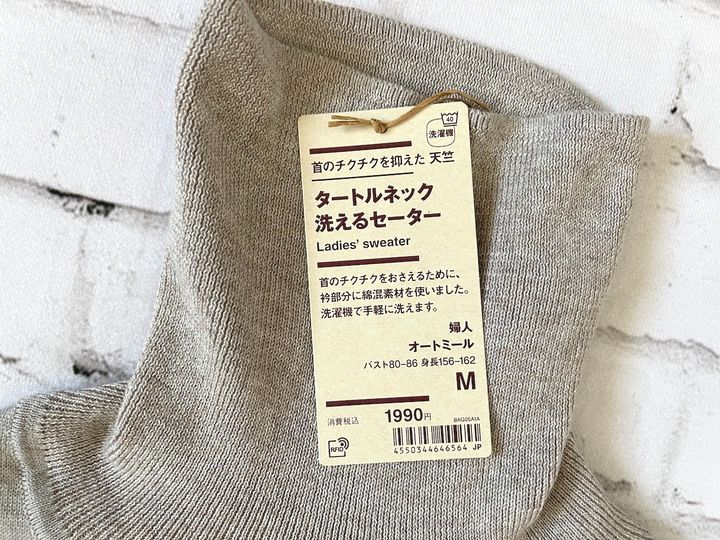 40
洗濯機
首のチクチクを抑えた 天竺
タートルネック
洗えるセーター
Ladies' sweater
首のチクチクをおさえるために、
衿部分に綿混素材を使いました。
洗濯機で手軽に洗えます。
婦人
オートミール
バスト80-86 身長156-162
M
消費税込 1990円
BAG05A1A
RFID
4550344646564 JP